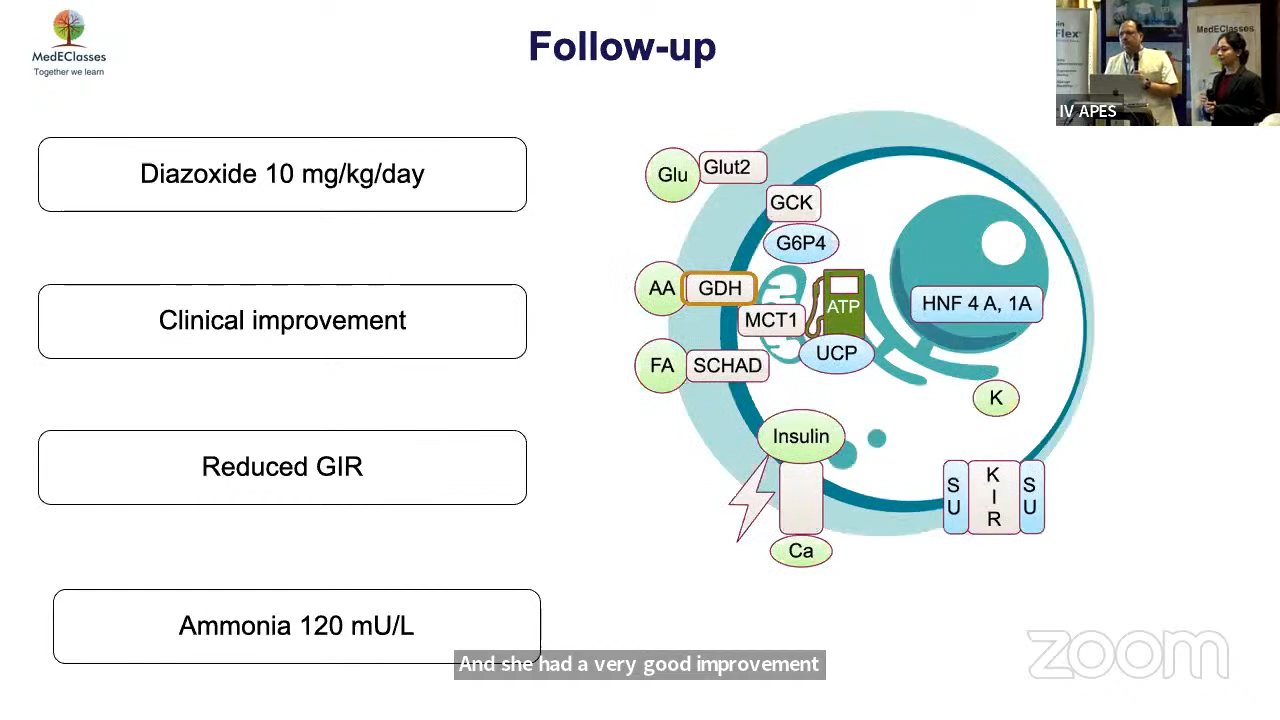 MedEClasses
Together we learn
Follow-up
MedEClasses
IV APES
Diazoxide 10 mg/kg/day
Clinical improvement
Reduced GIR
Ammonia 120 mU/L
Glu
Glut2
GCK
G6P4
AA
GDH
MCT1
ATP
UCP
HNF 4 A, 1A
FA
SCHAD
K
Insulin
Ca
S
U
K
I
R
S
U
And she had a very good improvement
zoom